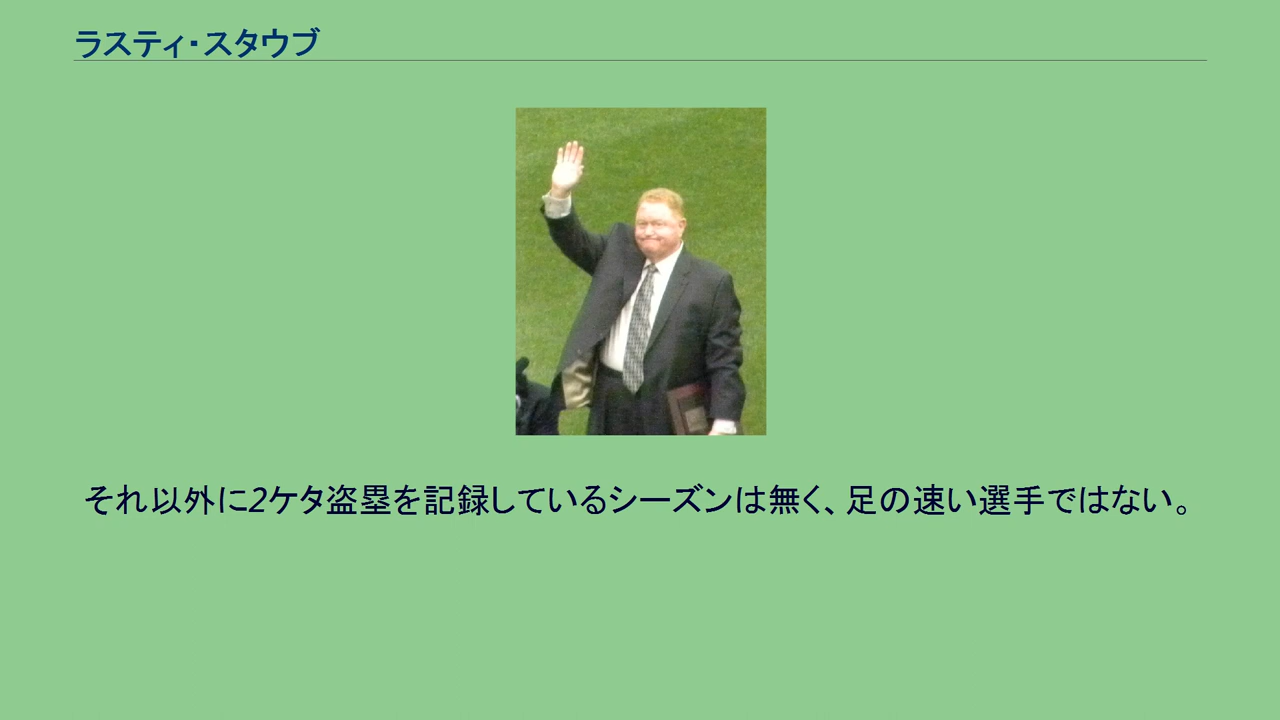 ラスティ・スタウブ
それ以外に2ケタ盗塁を記録しているシーズンは無く、足の速い選手ではない。